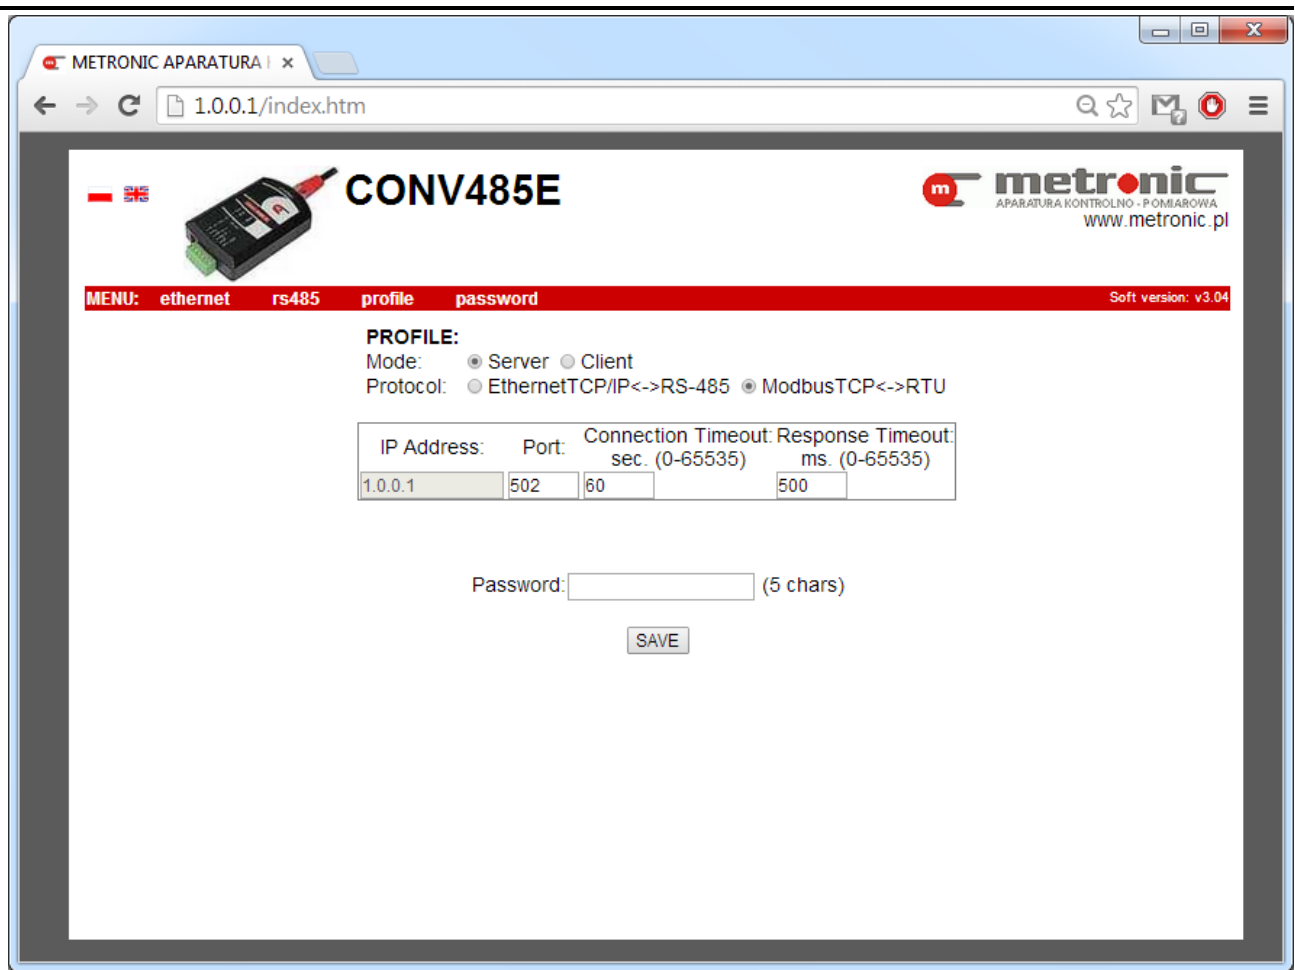 METRONIC APARATURA
1.0.0.1/index.htm
CONV485E
metronic
APARATURA KONTROLNO - POMIAROWA
www.metronic.pl
MENU: ethernet rs485 profile password Soft version: v3.04
PROFILE:
Mode: Server Client
Protocol: EthernetTCP/IP<->RS-485 ModbusTCP<->RTU
IP Address: Port: Connection Timeout: Response Timeout:
sec. (0-65535) ms. (0-65535)
1.0.0.1 502 60 500
Password: (5 chars)
SAVE